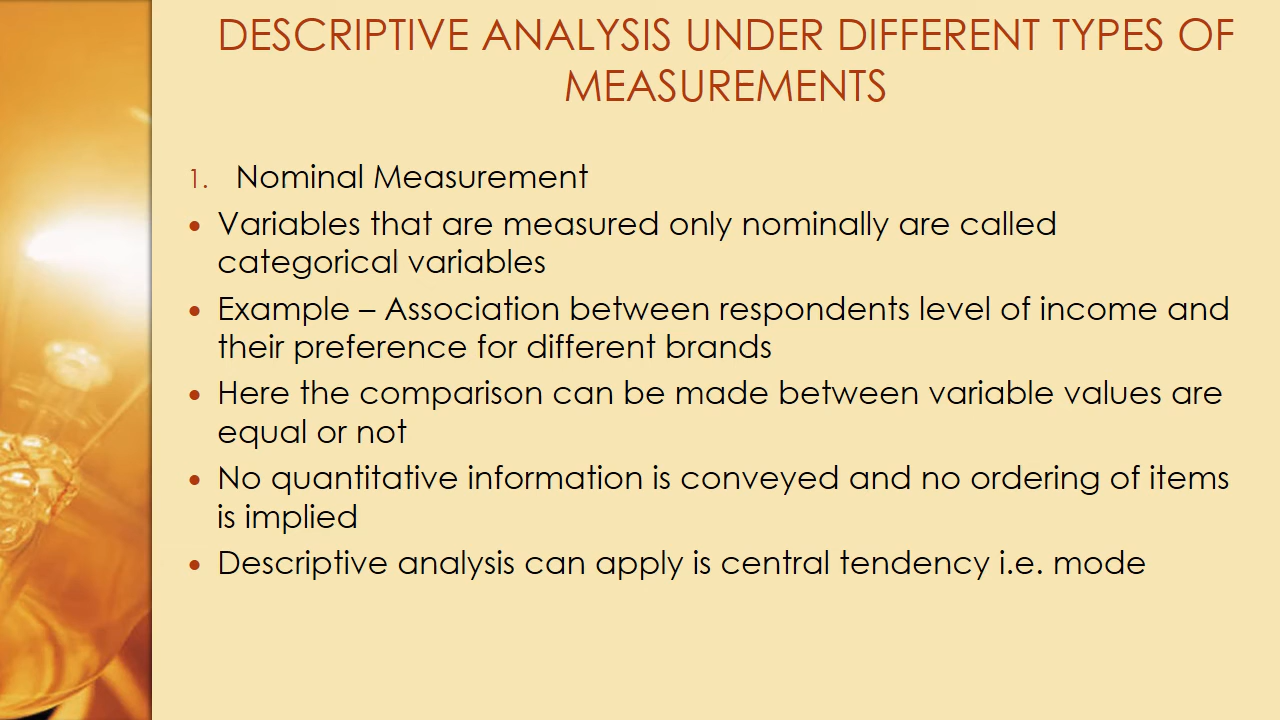 DESCRIPTIVE ANALYSIS UNDER DIFFERENT TYPES OF
MEASUREMENTS
1. Nominal Measurement
• Variables that are measured only nominally are called
categorical variables
• Example – Association between respondents level of income and
their preference for different brands
• Here the comparison can be made between variable values are
equal or not
• No quantitative information is conveyed and no ordering of items
is implied
• Descriptive analysis can apply is central tendency i.e. mode